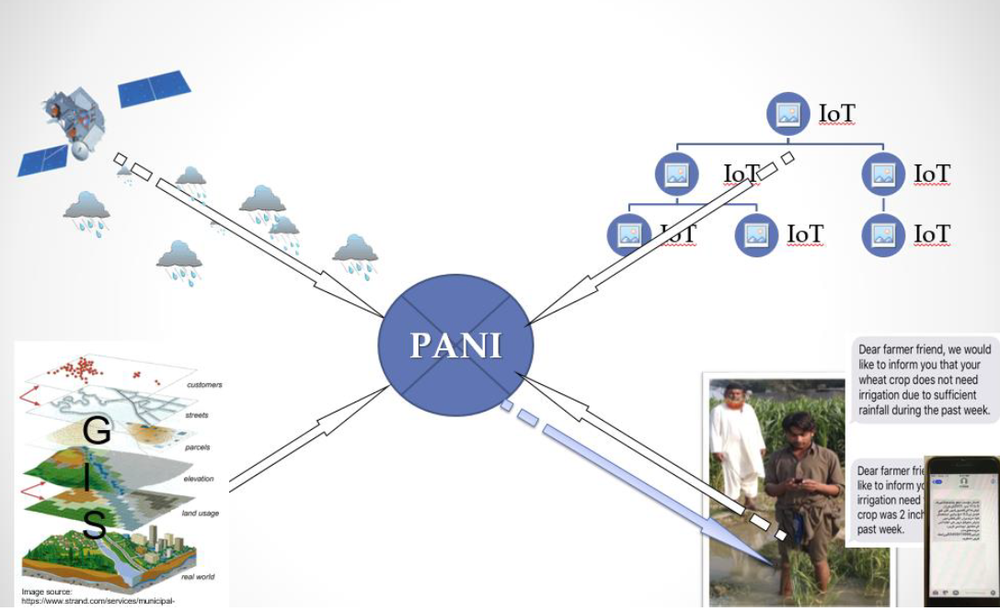 IoT
IoT
IoT
IoT
IoT
IoT
PANI
customers
streets
parcels
elevation
land usage
real world
G
I
S
Image source:
https://www.strand.com/services/municipal-
Dear farmer friend, we would
like to inform you that your
wheat crop does not need
irrigation due to sufficient
rainfall during the past week.
Dear farmer frie
like to inform yo
irrigation need
crop was 2 inch
past week.